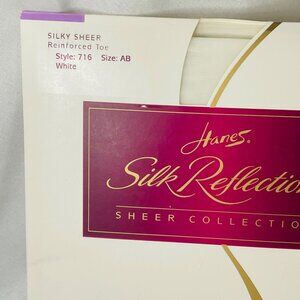 SILKY SHEER
Reinforced Toe
Style: 716 Size: AB
White
Hanes®
Silk Reflection
SHEER COLLECTIO